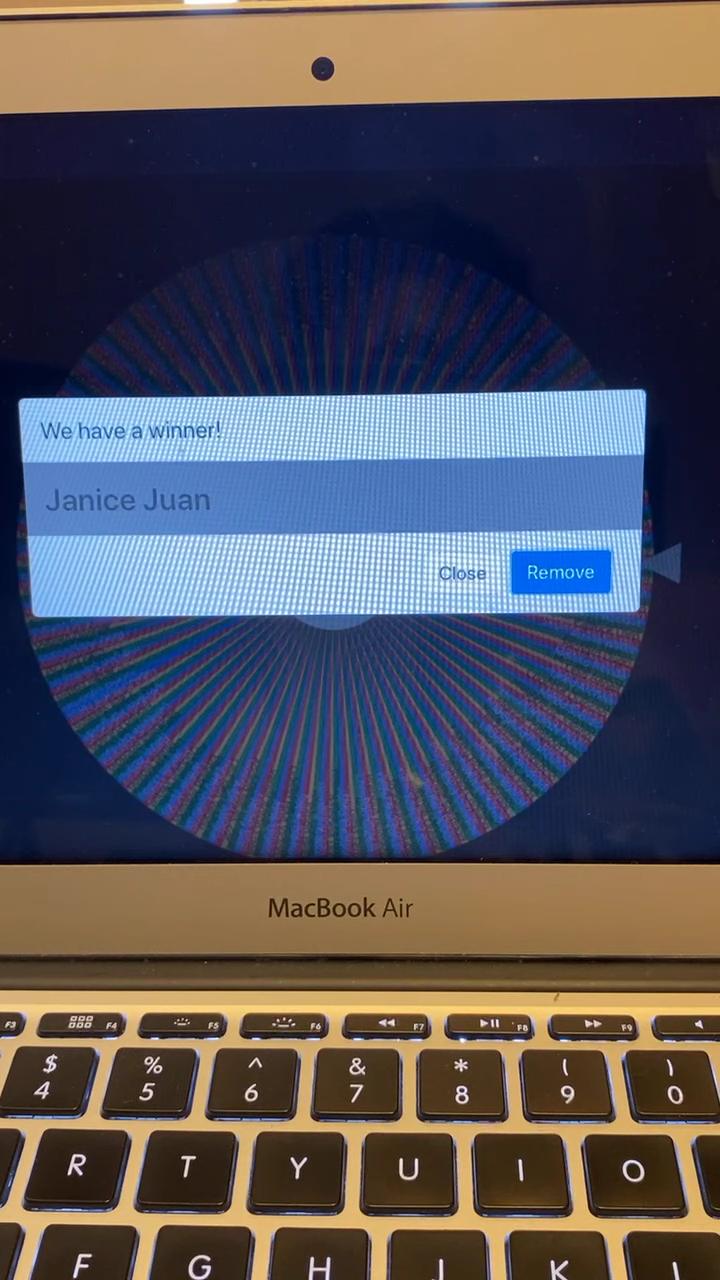 We have a winner!
Janice Juan
Close Remove
MacBook Air
F3 F4 F5 F6 F7 F8 F9
$ % ^ & * ( )
4 5 6 7 8 9 0
R T Y U I O
F G H J K L